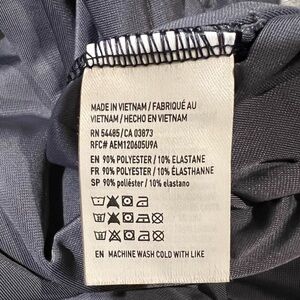 MADE IN VIETNAM / FABRIQUÉ AU
VIETNAM / HECHO EN VIETNAM
RN 54485/CA 03873
RFC# AEM120605U9A
EN 90% POLYESTER / 10% ELASTANE
FR 90% POLYESTER / 10% ÉLASTHANNE
SP 90% poliéster / 10% elastano
EN MACHINE WASH COLD WITH LIKE